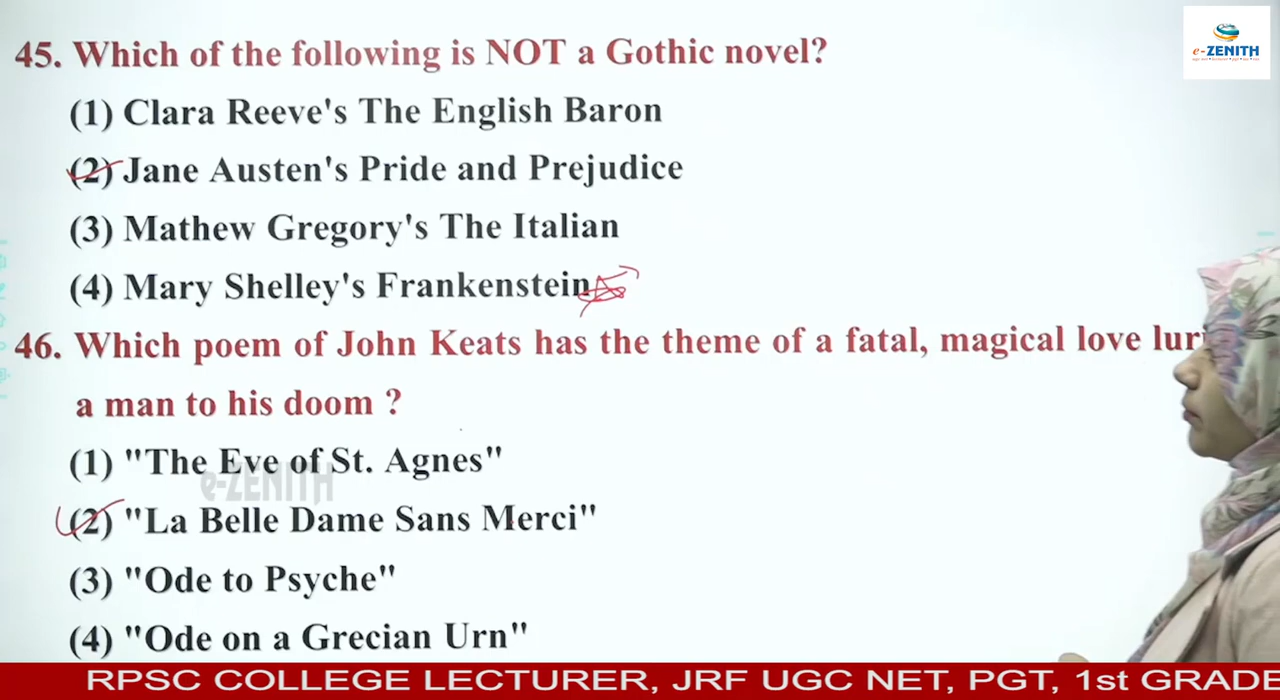 e-ZENITH
45. Which of the following is NOT a Gothic novel?
(1) Clara Reeve's The English Baron
(2) Jane Austen's Pride and Prejudice
(3) Mathew Gregory's The Italian
(4) Mary Shelley's Frankenstein
46. Which poem of John Keats has the theme of a fatal, magical love
a man to his doom ?
(1) "The Eve of St. Agnes"
e-ZENITH
(2) "La Belle Dame Sans Merci"
(3) "Ode to Psyche"
(4) "Ode on a Grecian Urn"
RPSC COLLEGE LECTURER, JRF UGC NET, PGT, 1st GRADE